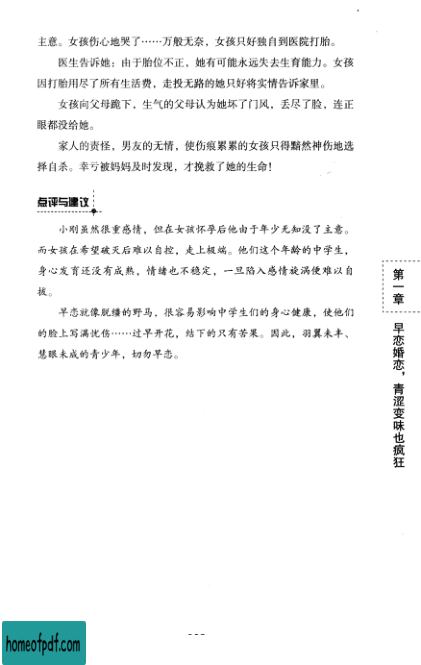 主意。女孩伤心地哭了……万般无奈，女孩只好独自到医院打胎。
医生告诉她：由于胎位不正，她有可能永远失去生育能力。女孩
因打胎用尽了所有生活费，走投无路的她只好将实情告诉家里。
女孩向父母跪下，生气的父母认为她坏了门风，丢尽了脸，连正
眼都没给她。
家人的责怪，男友的无情，使伤痕累累的女孩只得黯然神伤地选
择自杀。幸亏被妈妈及时发现，才挽救了她的生命！
点评与建议
小刚虽然很重感情，但在女孩怀孕后他由于年少无知没了主意。
而女孩在希望破灭后难以自控，走上极端。他们这个年龄的中学生，
身心发育还没有成熟，情绪也不稳定，一旦陷入感情旋涡便难以自
拔。
早恋就像脱缰的野马，很容易影响中学生们的身心健康，使他们
的脸上写满忧伤……过早开花，结下的只有苦果。因此，羽翼未丰、
慧眼未成的青少年，切勿早恋。
第一章
早恋婚恋，青涩变味也疯狂
homeofpdf.com